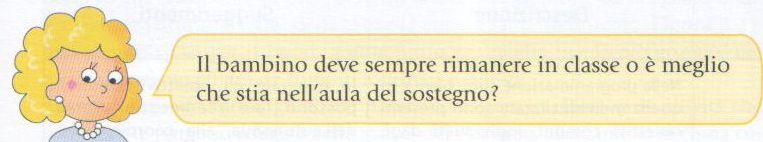 Il bambino deve sempre rimanere in classe o è meglio
che stia nell'aula del sostegno?